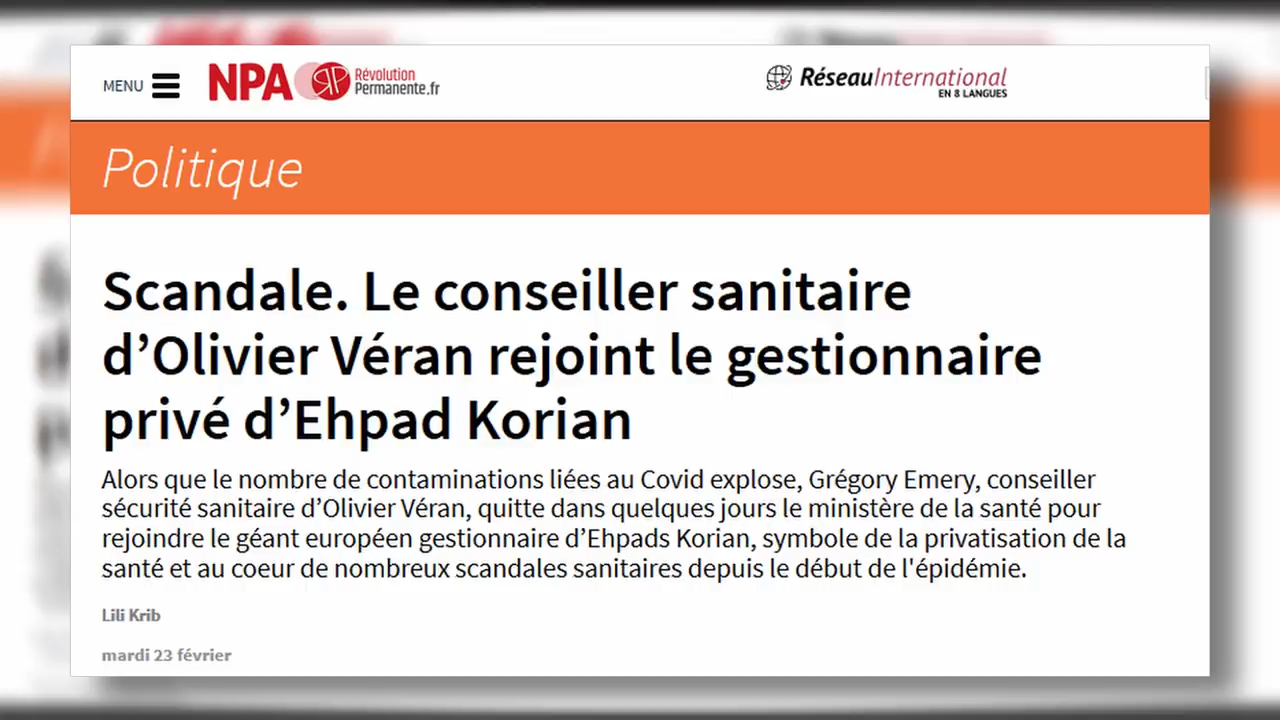 MENU
NPA
RP
Révolution
Permanente.fr
RéseauInternational
EN 8 LANGUES
Politique
Scandale. Le conseiller sanitaire
d’Olivier Véran rejoint le gestionnaire
privé d’Ehpad Korian
Alors que le nombre de contaminations liées au Covid explose, Grégory Emery, conseiller
sécurité sanitaire d’Olivier Véran, quitte dans quelques jours le ministère de la santé pour
rejoindre le géant européen gestionnaire d’Ehpads Korian, symbole de la privatisation de la
santé et au coeur de nombreux scandales sanitaires depuis le début de l'épidémie.
Lili Krib
mardi 23 février